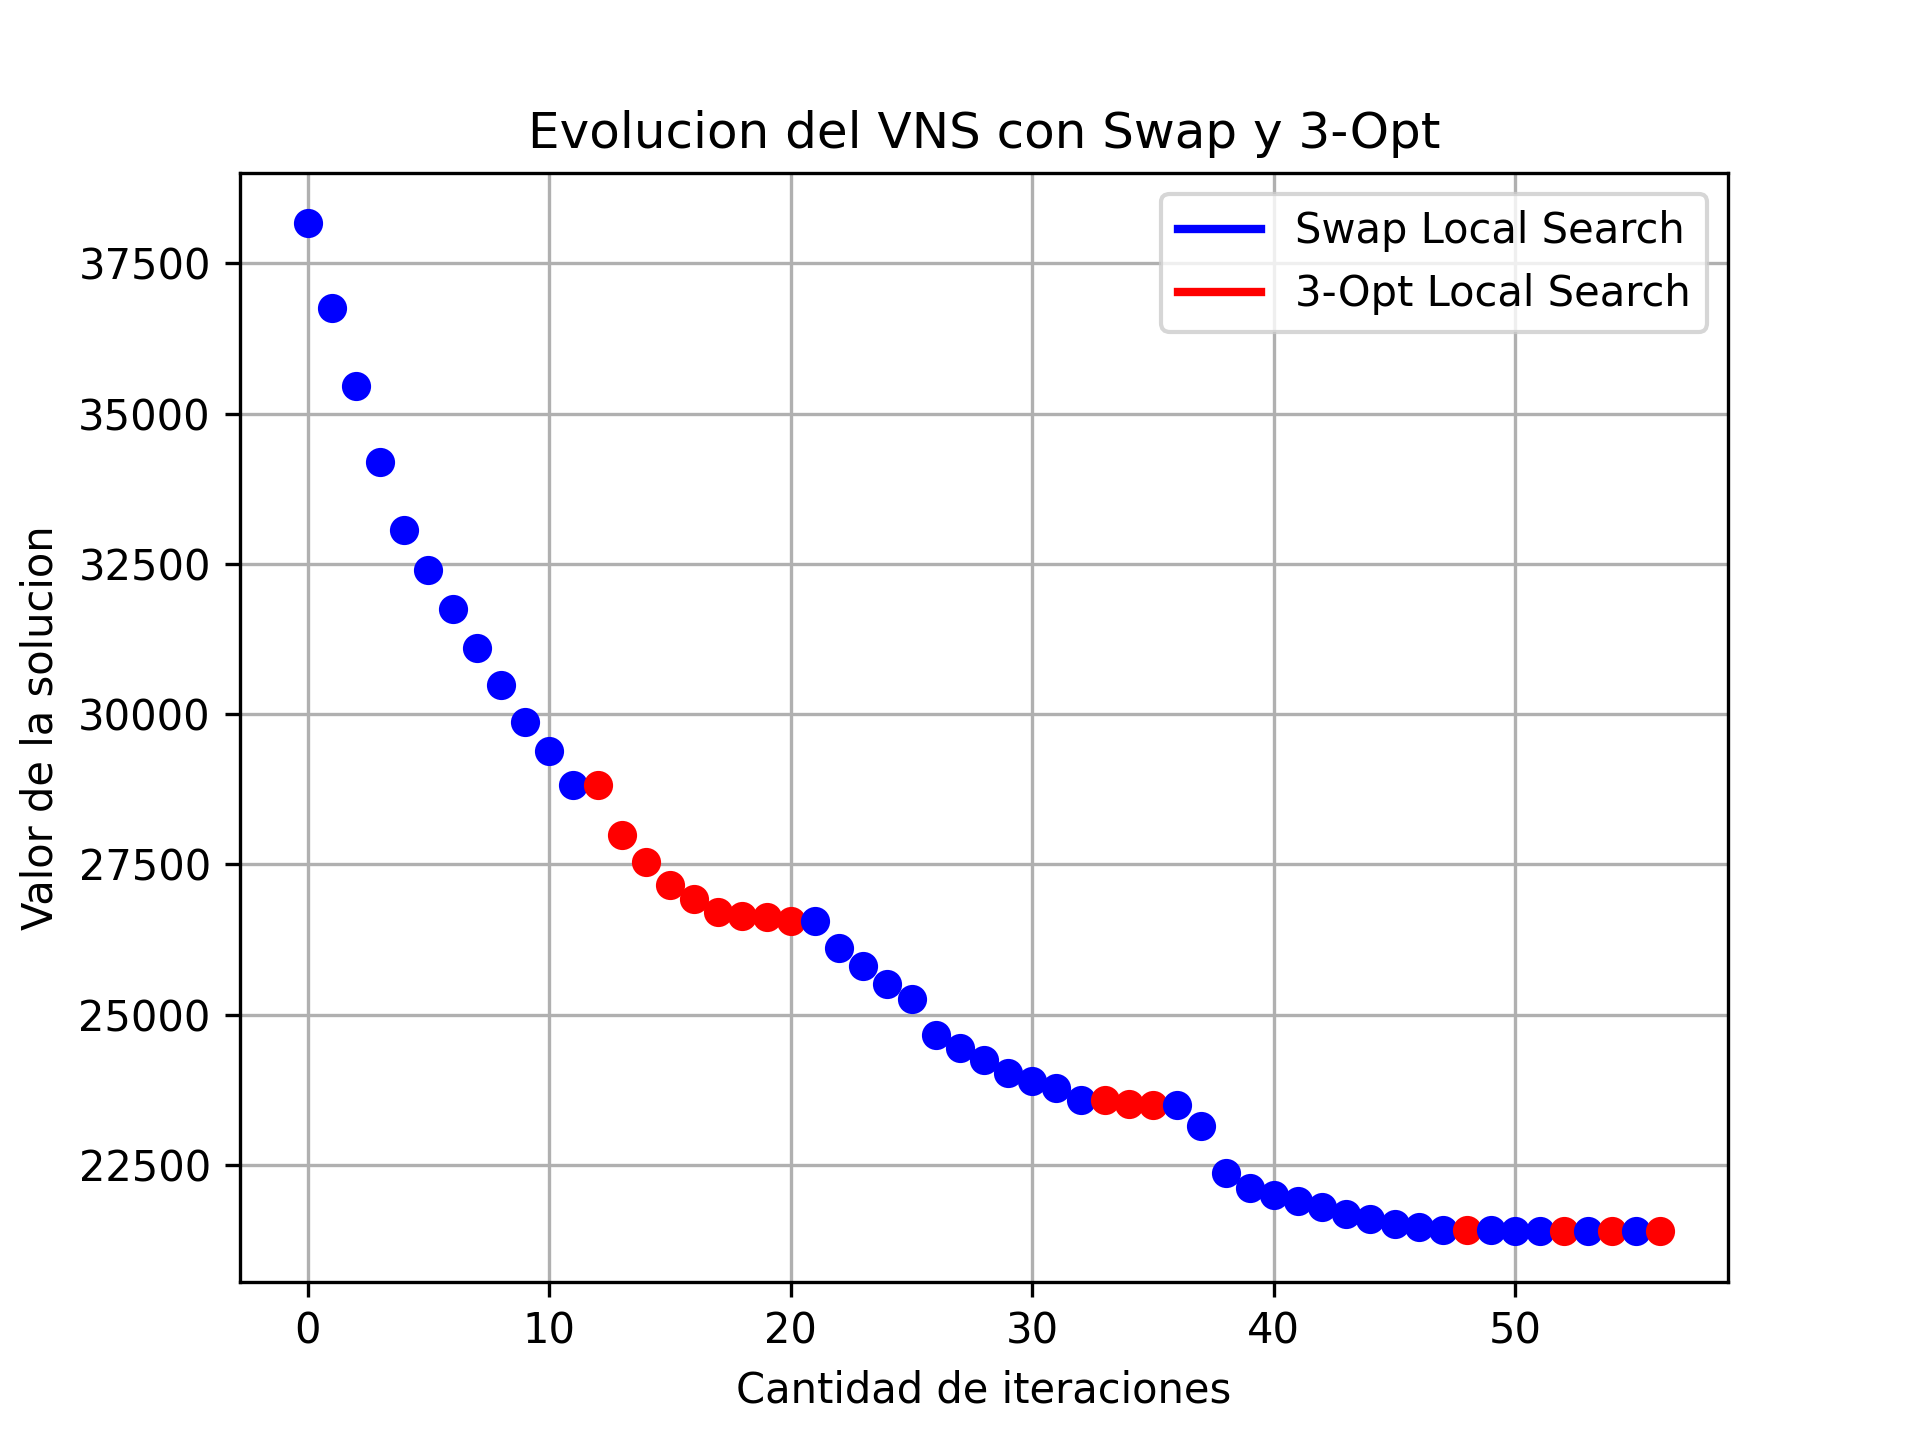 Evolucion del VNS con Swap y 3-Opt
Swap Local Search
3-Opt Local Search
Valor de la solucion
37500
35000
32500
30000
27500
25000
22500
0 10 20 30 40 50
Cantidad de iteraciones